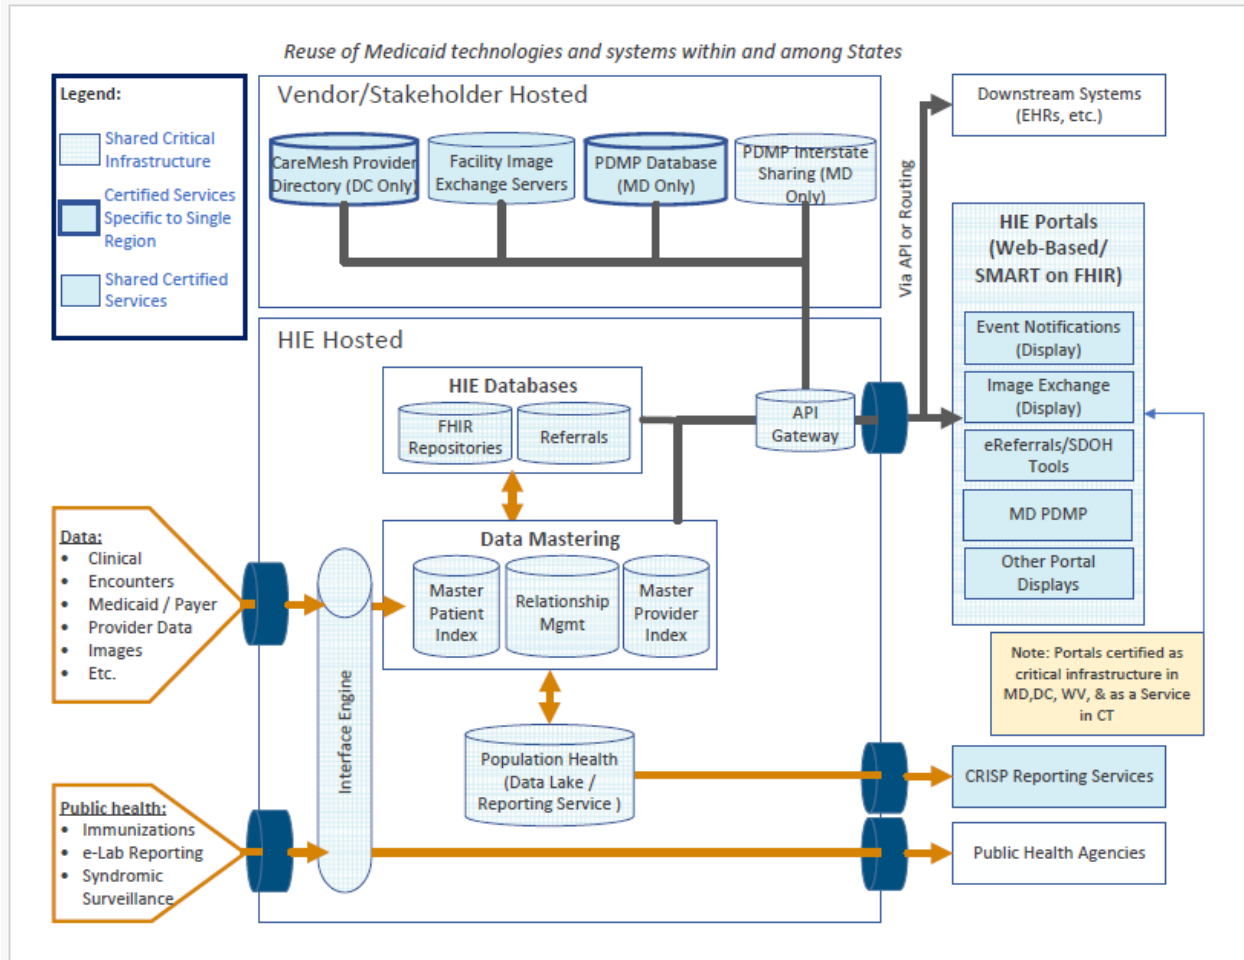 Reuse of Medicaid technologies and systems within and among States
Legend:
Shared Critical
Infrastructure
Certified Services
Specific to Single
Region
Shared Certified
Services
Vendor/Stakeholder Hosted
CareMesh Provider
Directory (DC Only)
Facility Image
Exchange Servers
PDMP Database
(MD Only)
PDMP Interstate
Sharing (MD
Only)
Downstream Systems
(EHRs, etc.)
Via API or Routing
HIE Portals
(Web-Based/
SMART on FHIR)
Event Notifications
(Display)
Image Exchange
(Display)
eReferrals/SDOH
Tools
MD PDMP
Other Portal
Displays
Note: Portals certified as
critical infrastructure in
MD,DC, WV, & as a Service
in CT
HIE Hosted
HIE Databases
FHIR
Repositories
Referrals
API
Gateway
Data Mastering
Master
Patient
Index
Relationship
Mgmt
Master
Provider
Index
Data:
• Clinical
• Encounters
• Medicaid / Payer
• Provider Data
• Images
• Etc.
Interface Engine
Population Health
(Data Lake /
Reporting Service )
CRISP Reporting Services
Public health:
• Immunizations
• e-Lab Reporting
• Syndromic
Surveillance
Public Health Agencies